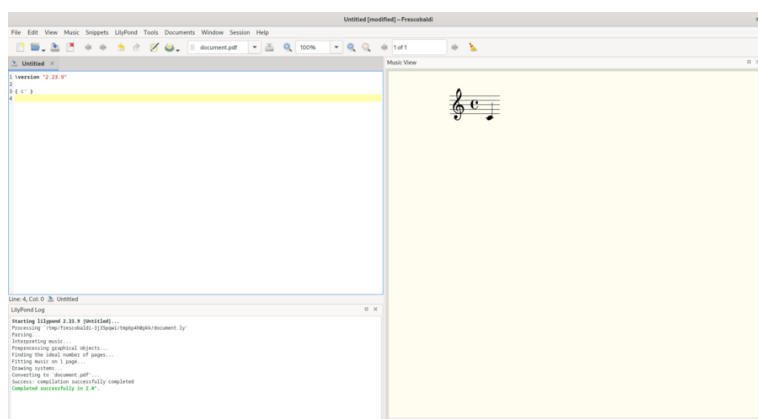 Untitled [modified] – Frescobaldi
File Edit View Music Snippets LilyPond Tools Documents Window Session Help
document.pdf 100% 1 of 1
Untitled ×
Music View
1 \version "2.23.9"
2
3 { c' }
4
Line: 4, Col: 0 Untitled
LilyPond Log
Starting lilypond 2.23.9 [Untitled]...
Parsing...
Interpreting music...
Preprocessing graphical objects...
Finding the ideal number of pages...
Fitting music on 1 page...
Drawing systems...
Converting to `document.pdf'...
Success: compilation successfully completed
Completed successfully in 2.0".